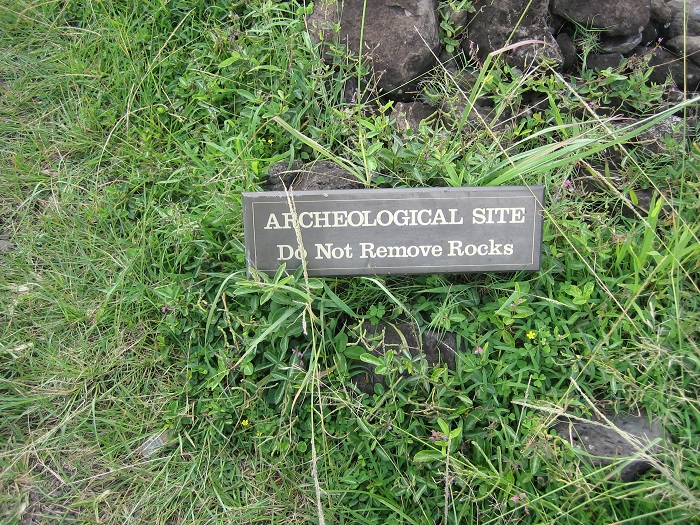 ARCHEOLOGICAL SITE
Do Not Remove Rocks